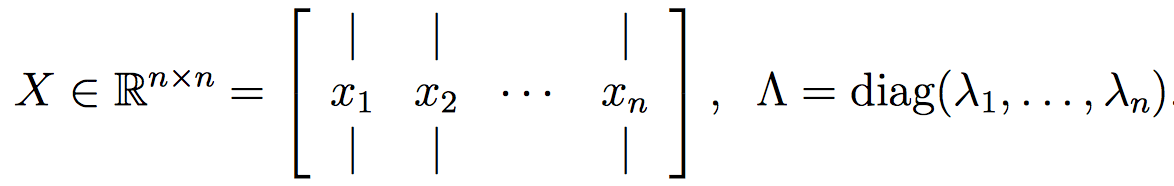 X ∈ ℝ^{n×n} = [ | | | ; x_1 x_2 ⋯ x_n ; | | | ] , Λ = diag(λ_1, …, λ_n).